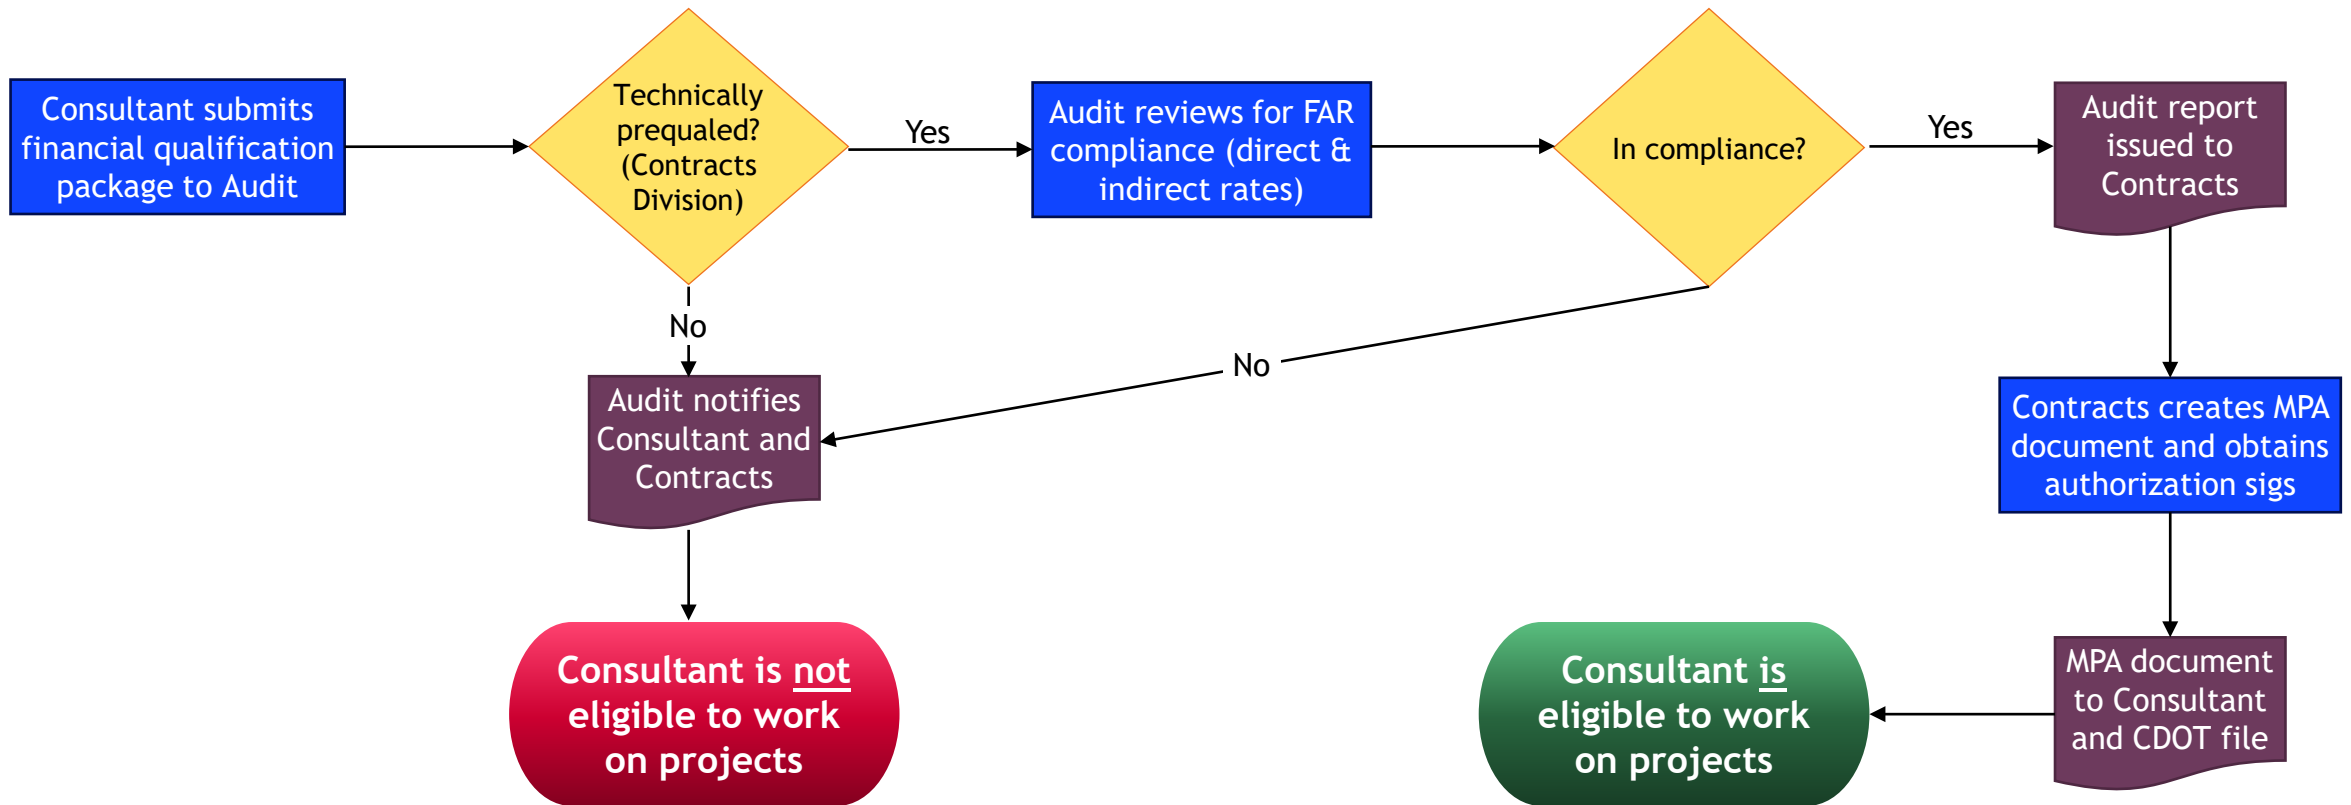 Consultant submits
financial qualification
package to Audit
Technically
prequaled?
(Contracts
Division)
Yes
Audit reviews for FAR
compliance (direct &
indirect rates)
In compliance?
Yes
Audit report
issued to
Contracts
No
No
Audit notifies
Consultant and
Contracts
Contracts creates MPA
document and obtains
authorization sigs
Consultant is not
eligible to work
on projects
Consultant is
eligible to work
on projects
MPA document
to Consultant
and CDOT file